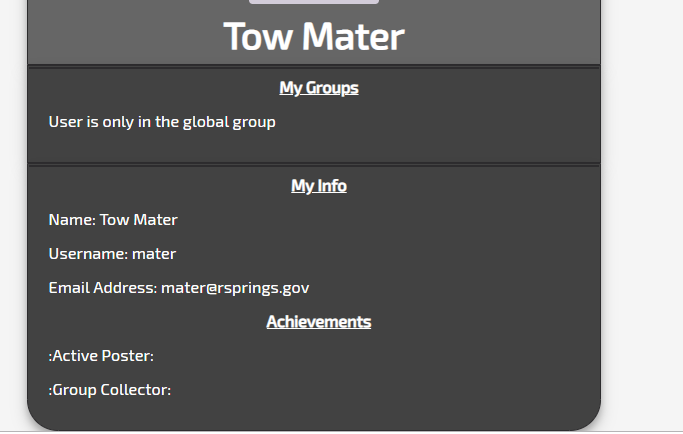 Tow Mater
My Groups
User is only in the global group
My Info
Name: Tow Mater
Username: mater
Email Address: mater@rsprings.gov
Achievements
:Active Poster:
:Group Collector: